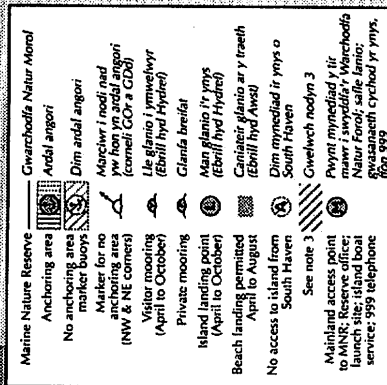 Marine Nature Reserve
Gwarchodfa Natur Morol
Anchoring area
Ardal angori
No anchoring area
marker buoys
Dim ardal angori
Marker for no
anchoring area
(NW & NE corners)
Marciwr i nodi nad
yw hon yn ardal angori
(corneli GOr a GDd)
Visitor mooring
(April to October)
Lle glanio i ymwelwyr
(Ebrill hyd Hydref)
Private mooring
Glanfa breifat
Island landing point
(April to October)
Man glanio i'r ynys
(Ebrill hyd Hydref)
Beach landing permitted
April to August
Caniateir glanio ar y traeth
(Ebrill hyd Awst)
No access to island from
South Haven
Dim mynediad ir ynys o
South Haven
See note 3
Gwelwch nodyn 3
Mainland access point
to MNR; Reserve office;
launch site; island boat
service; 999 telephone
Pwynt mynediad y tir
mawr i swyddfa'r Warchodfa
Natur Forol; safle lanio;
gwasanaeth cychod yr ynys,
ffôn 999